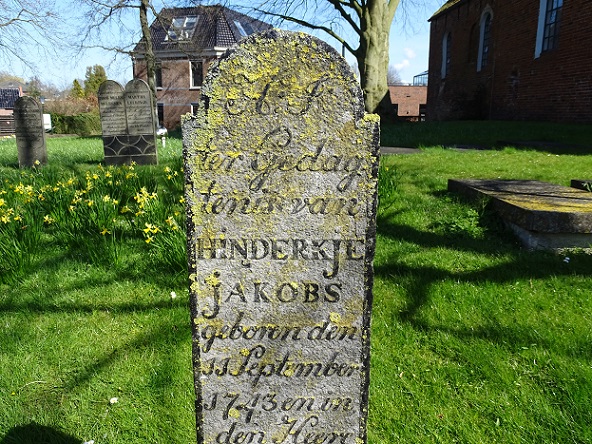 ter gedag
tenis van
HINDERKJE
JAKOBS
geboren den
11 September
1743 en in
den Heere